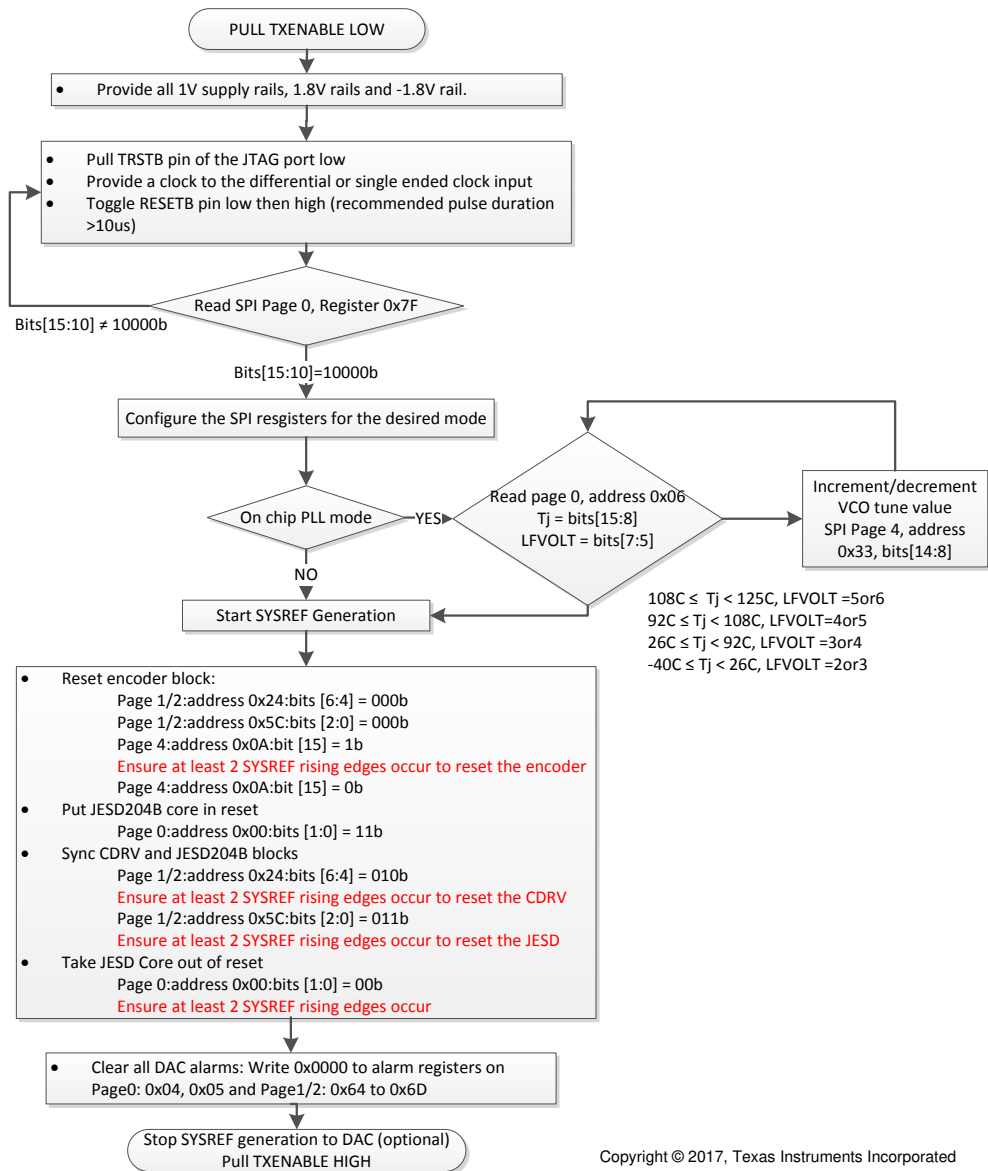 PULL TXENABLE LOW
• Provide all 1V supply rails, 1.8V rails and -1.8V rail.
• Pull TRSTB pin of the JTAG port low
• Provide a clock to the differential or single ended clock input
• Toggle RESETB pin low then high (recommended pulse duration
>10us)
Read SPI Page 0, Register 0x7F
Bits[15:10] ≠ 10000b
Bits[15:10]=10000b
Configure the SPI resgisters for the desired mode
On chip PLL mode
YES
Read page 0, address 0x06
Tj = bits[15:8]
LFVOLT = bits[7:5]
Increment/decrement
VCO tune value
SPI Page 4, address
0x33, bits[14:8]
108C ≤ Tj < 125C, LFVOLT =5or6
92C ≤ Tj < 108C, LFVOLT=4or5
26C ≤ Tj < 92C, LFVOLT =3or4
-40C ≤ Tj < 26C, LFVOLT =2or3
NO
Start SYSREF Generation
• Reset encoder block:
Page 1/2:address 0x24:bits [6:4] = 000b
Page 1/2:address 0x5C:bits [2:0] = 000b
Page 4:address 0x0A:bit [15] = 1b
Ensure at least 2 SYSREF rising edges occur to reset the encoder
Page 4:address 0x0A:bit [15] = 0b
• Put JESD204B core in reset
Page 0:address 0x00:bits [1:0] = 11b
• Sync CDRV and JESD204B blocks
Page 1/2:address 0x24:bits [6:4] = 010b
Ensure at least 2 SYSREF rising edges occur to reset the CDRV
Page 1/2:address 0x5C:bits [2:0] = 011b
Ensure at least 2 SYSREF rising edges occur to reset the JESD
• Take JESD Core out of reset
Page 0:address 0x00:bits [1:0] = 00b
Ensure at least 2 SYSREF rising edges occur
• Clear all DAC alarms: Write 0x0000 to alarm registers on
Page0: 0x04, 0x05 and Page1/2: 0x64 to 0x6D
Stop SYSREF generation to DAC (optional)
Pull TXENABLE HIGH
Copyright © 2017, Texas Instruments Incorporated